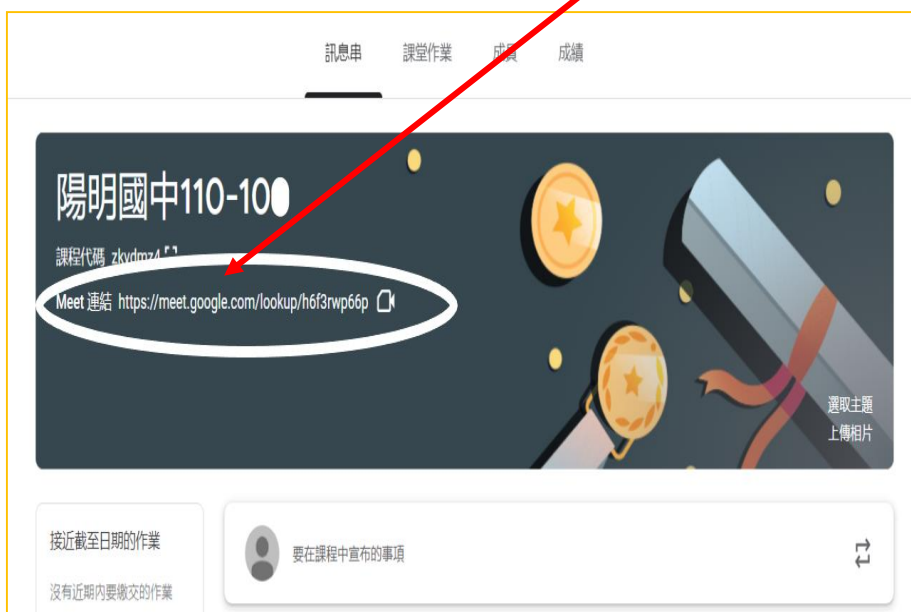 訊息串 課堂作業 成員 成績
陽明國中110-10
課程代碼 zkydmz4
Meet 連結 https://meet.google.com/lookup/h6f3rwp66p
選取主題
上傳相片
接近截至日期的作業
要在課程中宣布的事項
沒有近期內要繳交的作業